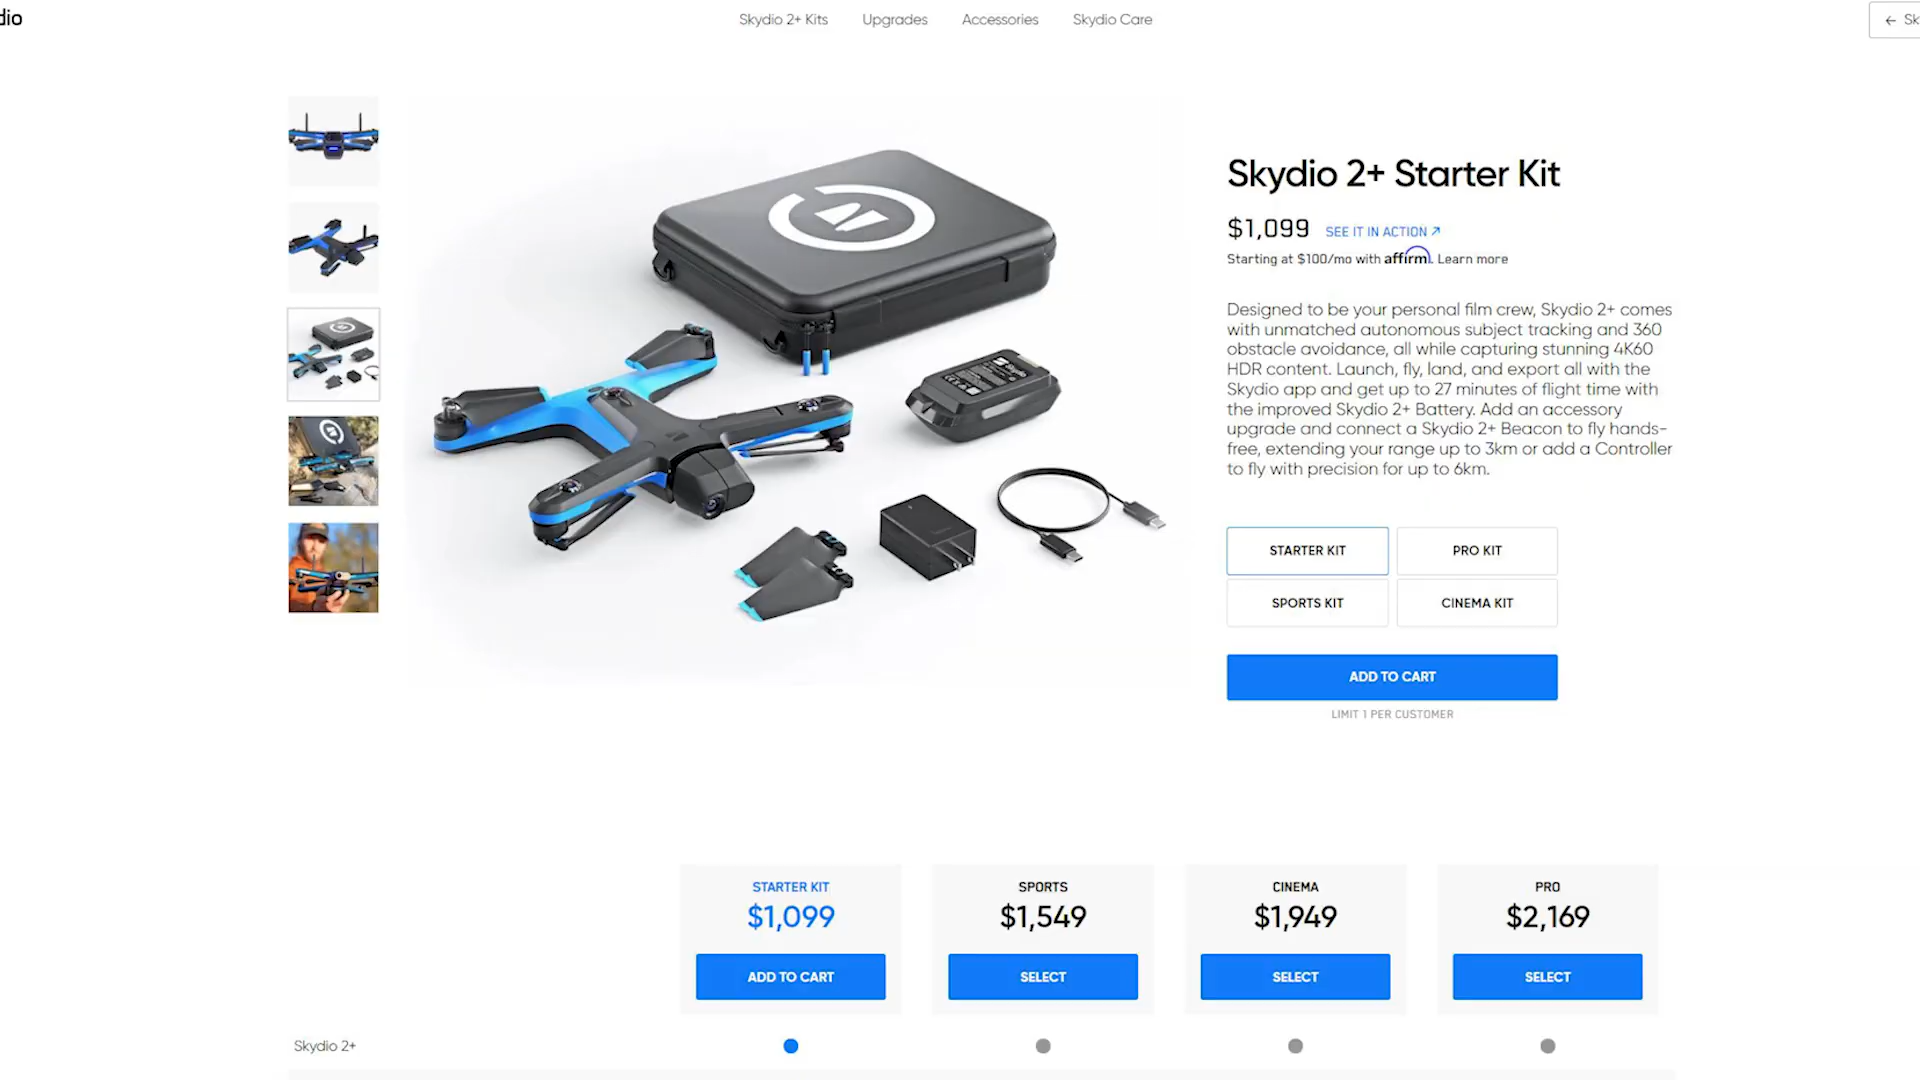 dio
Skydio 2+ Kits
Upgrades
Accessories
Skydio Care
← Sk
Skydio 2+ Starter Kit
$1,099 SEE IT IN ACTION ↗
Starting at $100/mo with affirm. Learn more
Designed to be your personal film crew, Skydio 2+ comes
with unmatched autonomous subject tracking and 360
obstacle avoidance, all while capturing stunning 4K60
HDR content. Launch, fly, land, and export all with the
Skydio app and get up to 27 minutes of flight time with
the improved Skydio 2+ Battery. Add an accessory
upgrade and connect a Skydio 2+ Beacon to fly hands-
free, extending your range up to 3km or add a Controller
to fly with precision for up to 6km.
STARTER KIT
PRO KIT
SPORTS KIT
CINEMA KIT
ADD TO CART
LIMIT 1 PER CUSTOMER
STARTER KIT
$1,099
ADD TO CART
SPORTS
$1,549
SELECT
CINEMA
$1,949
SELECT
PRO
$2,169
SELECT
Skydio 2+